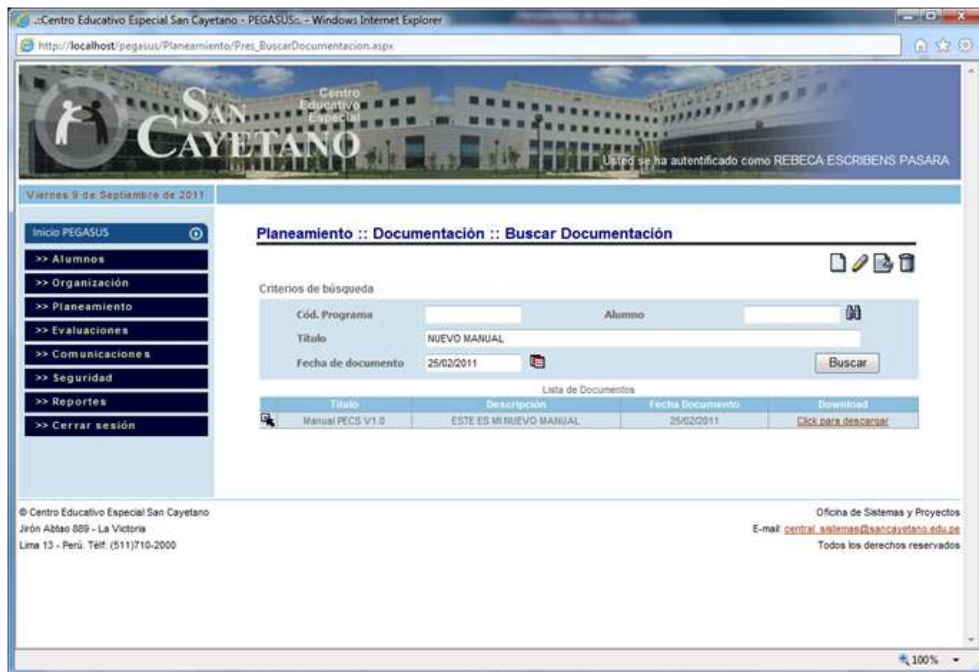 .::Centro Educativo Especial San Cayetano - PEGASUS::. - Windows Internet Explorer
http://localhost/pegasus/Planeamiento/Pres_BuscarDocumentacion.aspx
Centro
Educativo
Especial
SAN
CAYETANO
Usted se ha autentificado como REBECA ESCRIBENS PASARA
Viernes 9 de Septiembre de 2011
Inicio PEGASUS
>> Alumnos
>> Organización
>> Planeamiento
>> Evaluaciones
>> Comunicaciones
>> Seguridad
>> Reportes
>> Cerrar sesión
Planeamiento :: Documentación :: Buscar Documentación
Criterios de búsqueda
Cód. Programa Alumno
Título NUEVO MANUAL
Fecha de documento 25/02/2011 Buscar
Lista de Documentos
Título Descripción Fecha Documento Download
Manual PECS V1.0 ESTE ES MI NUEVO MANUAL 25/02/2011 Click para descargar
© Centro Educativo Especial San Cayetano
Jirón Abtao 889 - La Victoria
Lima 13 - Perú. Télf: (511)710-2000
Oficina de Sistemas y Proyectos
E-mail: central_sistemas@sancayetano.edu.pe
Todos los derechos reservados
100%